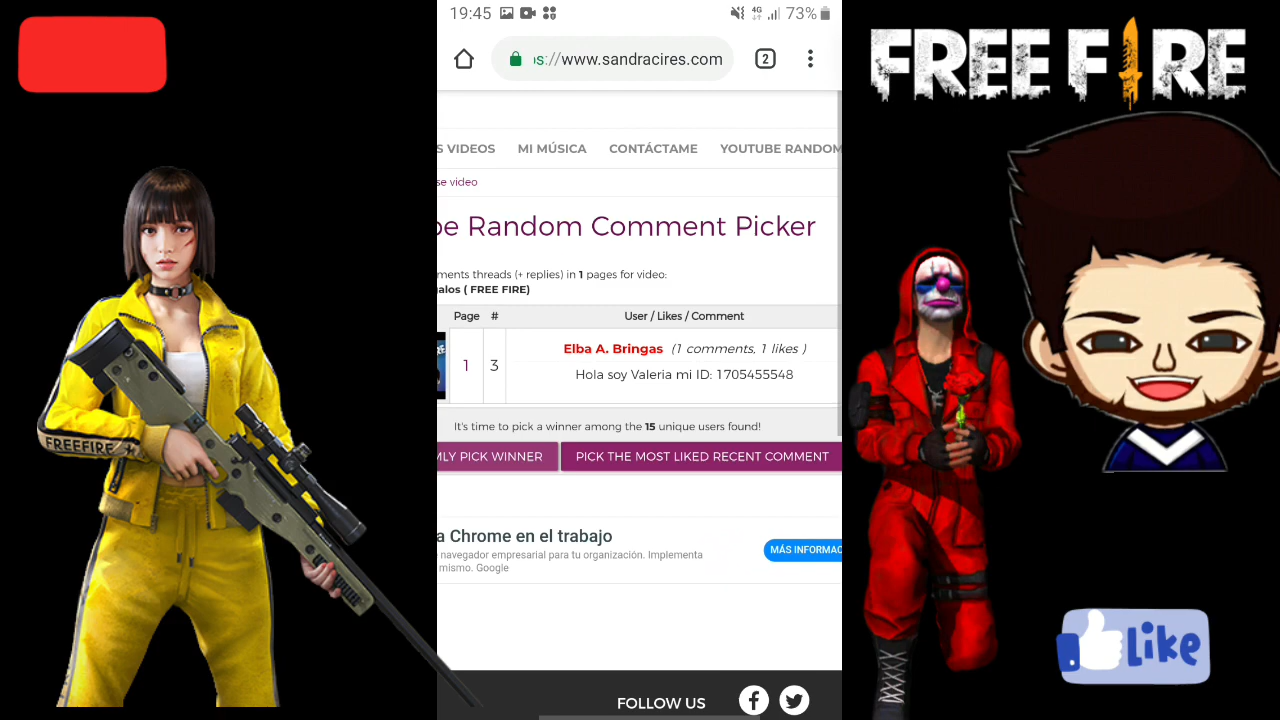 19:45
4G
73%
s://www.sandracires.com
2
FREE FIRE
S VIDEOS MI MÚSICA CONTÁCTAME YOUTUBE RANDOM
se video
be Random Comment Picker
ments threads (+ replies) in 1 pages for video:
alos ( FREE FIRE)
Page # User / Likes / Comment
Elba A. Bringas (1 comments, 1 likes )
1 3
Hola soy Valeria mi ID: 1705455548
It's time to pick a winner among the 15 unique users found!
MLY PICK WINNER PICK THE MOST LIKED RECENT COMMENT
FREEFIRE
a Chrome en el trabajo
navegador empresarial para tu organización. Implementa
mismo. Google
MÁS INFORMAC
Like
FOLLOW US